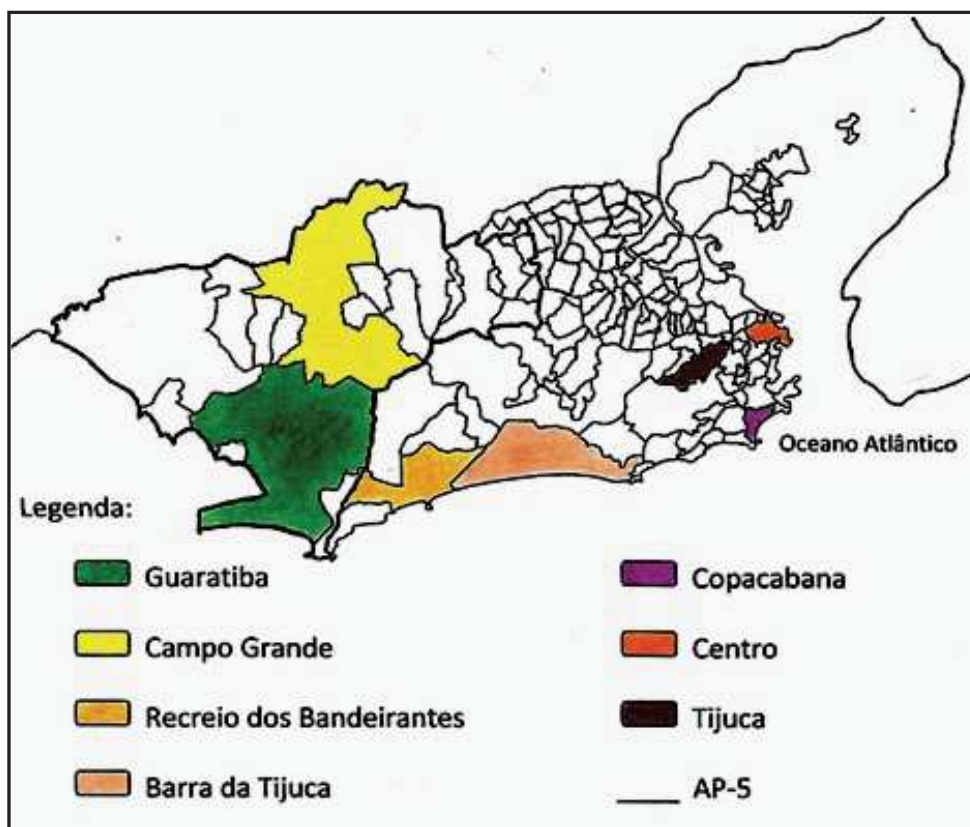 Oceano Atlântico
Legenda:
Guaratiba
Campo Grande
Recreio dos Bandeirantes
Barra da Tijuca
Copacabana
Centro
Tijuca
AP-5